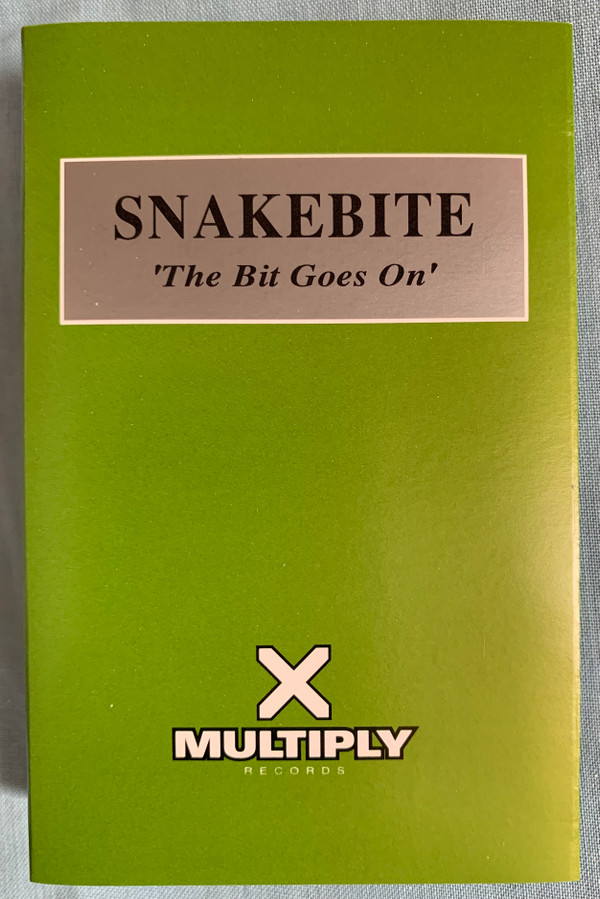 SNAKEBITE
'The Bit Goes On'
X
MULTIPLY
RECORDS